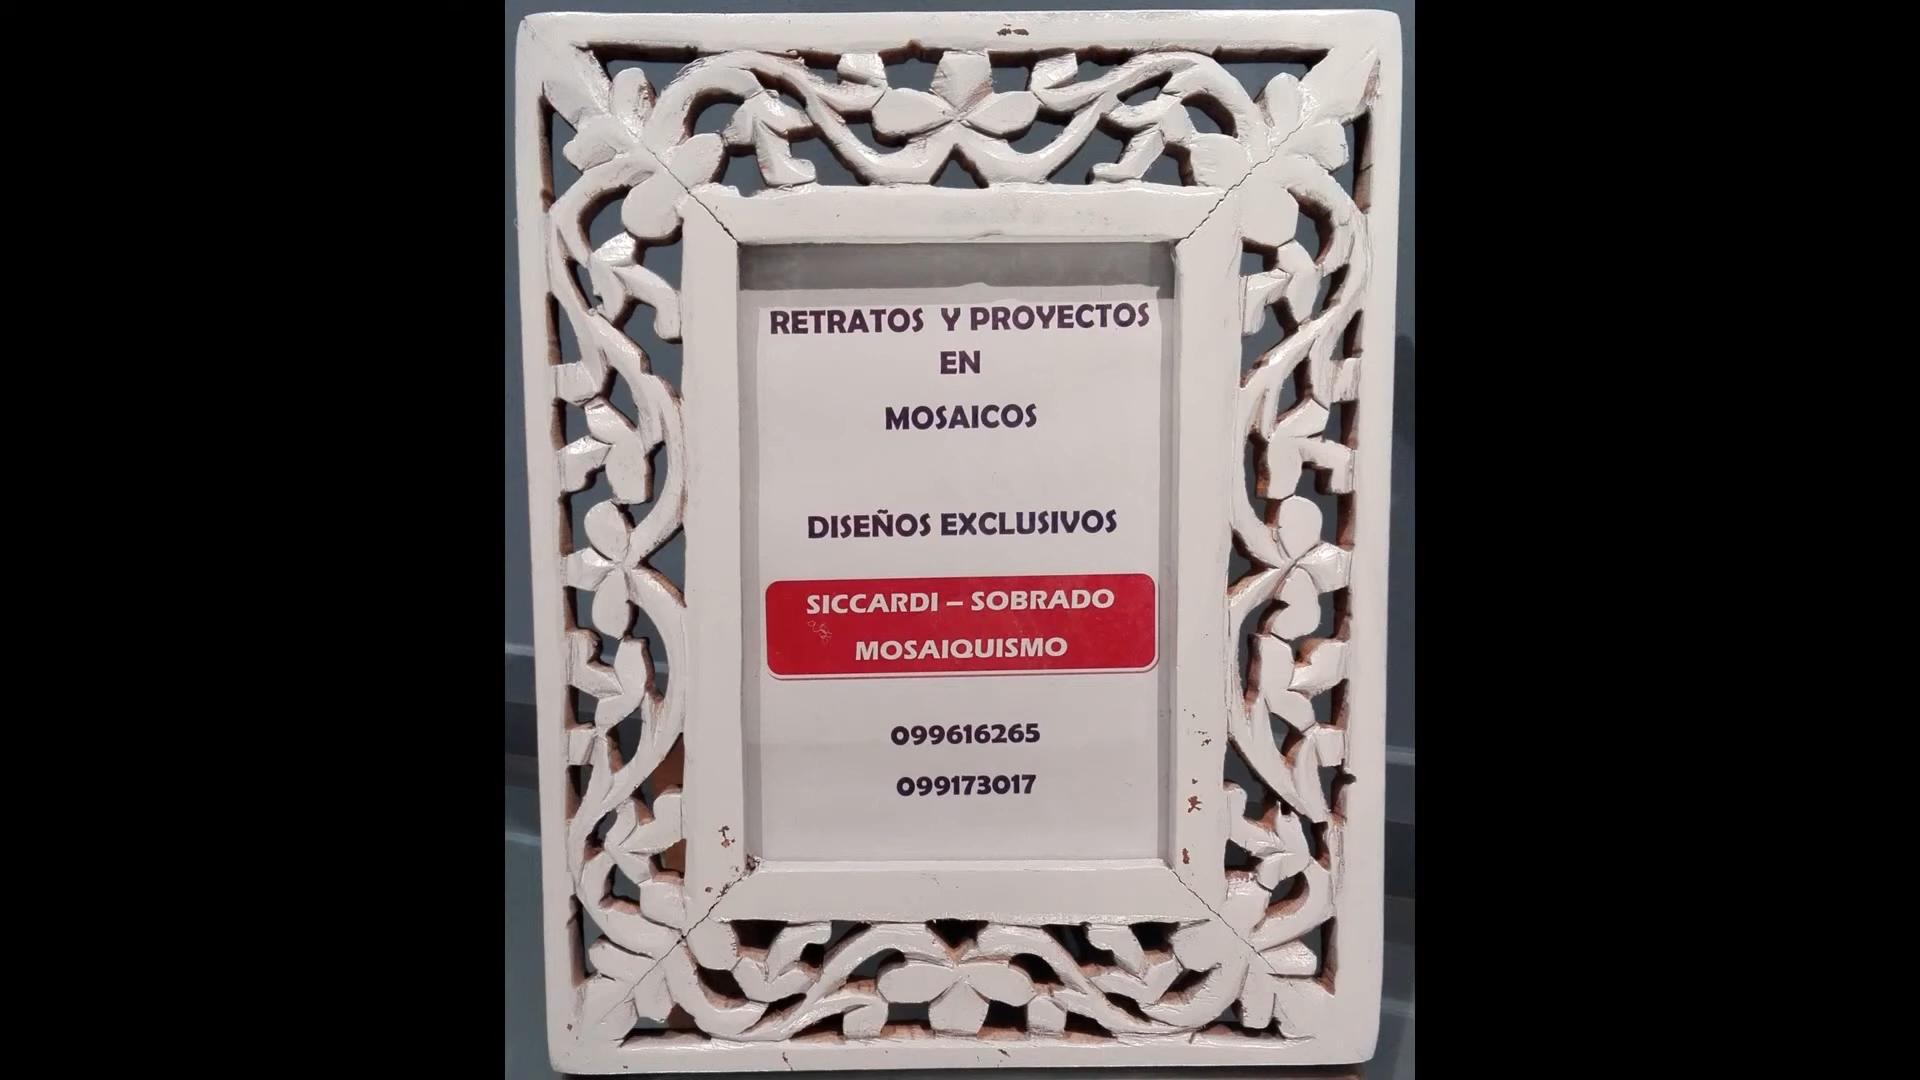 RETRATOS Y PROYECTOS
EN
MOSAICOS
DISEÑOS EXCLUSIVOS
SICCARDI – SOBRADO
MOSAIQUISMO
099616265
099173017